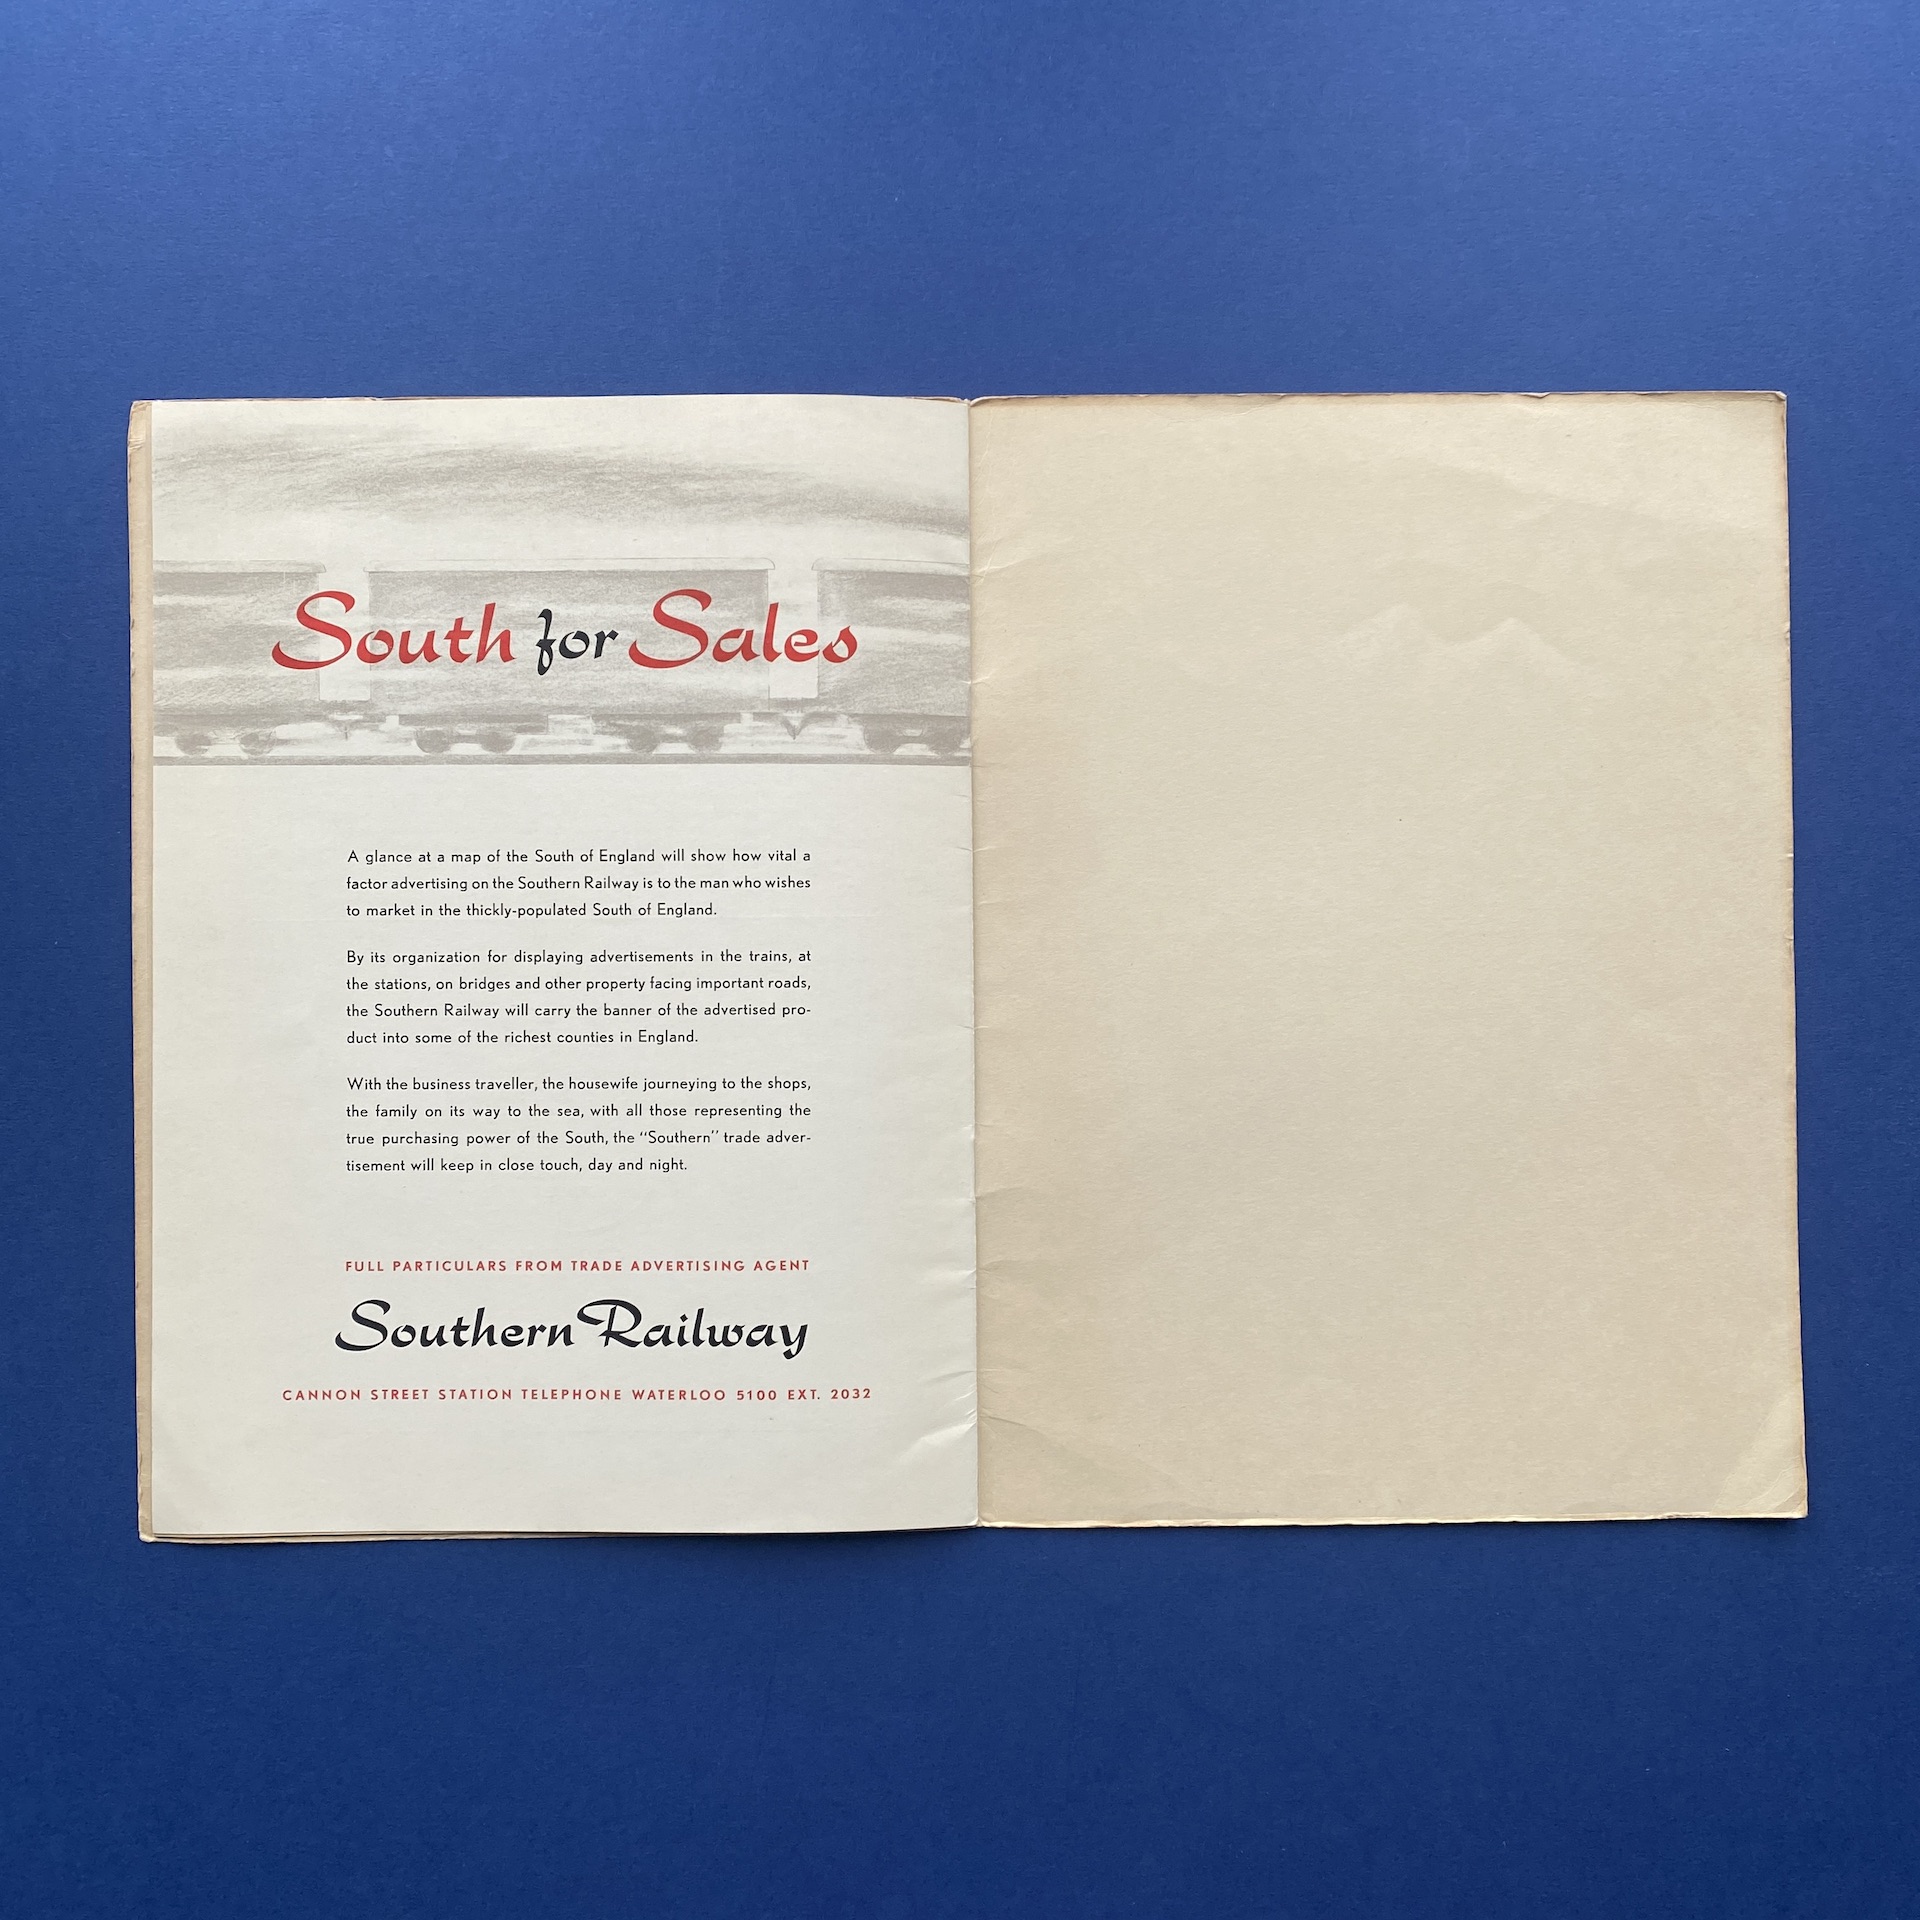 South for Sales
A glance at a map of the South of England will show how vital a
factor advertising on the Southern Railway is to the man who wishes
to market in the thickly-populated South of England.
By its organization for displaying advertisements in the trains, at
the stations, on bridges and other property facing important roads,
the Southern Railway will carry the banner of the advertised pro-
duct into some of the richest counties in England.
With the business traveller, the housewife journeying to the shops,
the family on its way to the sea, with all those representing the
true purchasing power of the South, the “Southern” trade adver-
tisement will keep in close touch, day and night.
FULL PARTICULARS FROM TRADE ADVERTISING AGENT
Southern Railway
CANNON STREET STATION TELEPHONE WATERLOO 5100 EXT. 2032